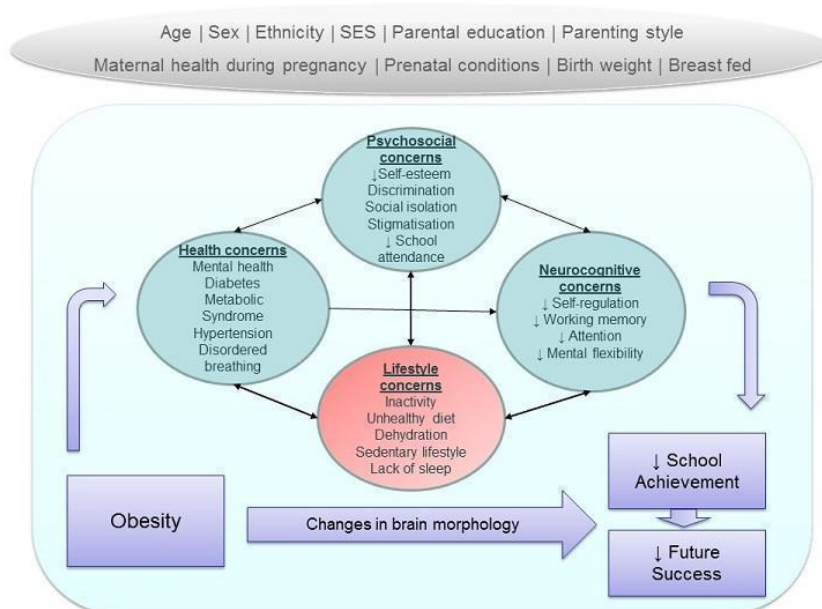 Age | Sex | Ethnicity | SES | Parental education | Parenting style
Maternal health during pregnancy | Prenatal conditions | Birth weight | Breast fed
Psychosocial
concerns
↓Self-esteem
Discrimination
Social isolation
Stigmatisation
↓ School
attendance
Health concerns
Mental health
Diabetes
Metabolic
Syndrome
Hypertension
Disordered
breathing
Neurocognitive
concerns
↓ Self-regulation
↓ Working memory
↓ Attention
↓ Mental flexibility
Lifestyle
concerns
Inactivity
Unhealthy diet
Dehydration
Sedentary lifestyle
Lack of sleep
Obesity
Changes in brain morphology
↓ School
Achievement
↓ Future
Success